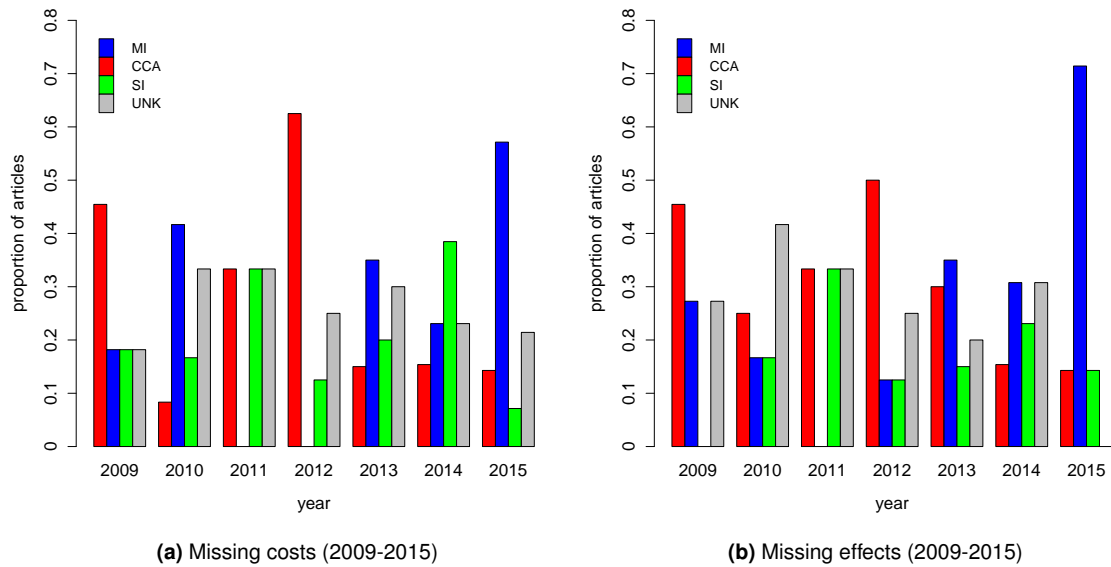 0.8
0.7
0.6
0.5
0.4
0.3
0.2
0.1
0
proportion of articles
MI
CCA
SI
UNK
2009 2010 2011 2012 2013 2014 2015
year
(a) Missing costs (2009-2015)
0.8
0.7
0.6
0.5
0.4
0.3
0.2
0.1
0
proportion of articles
MI
CCA
SI
UNK
2009 2010 2011 2012 2013 2014 2015
year
(b) Missing effects (2009-2015)